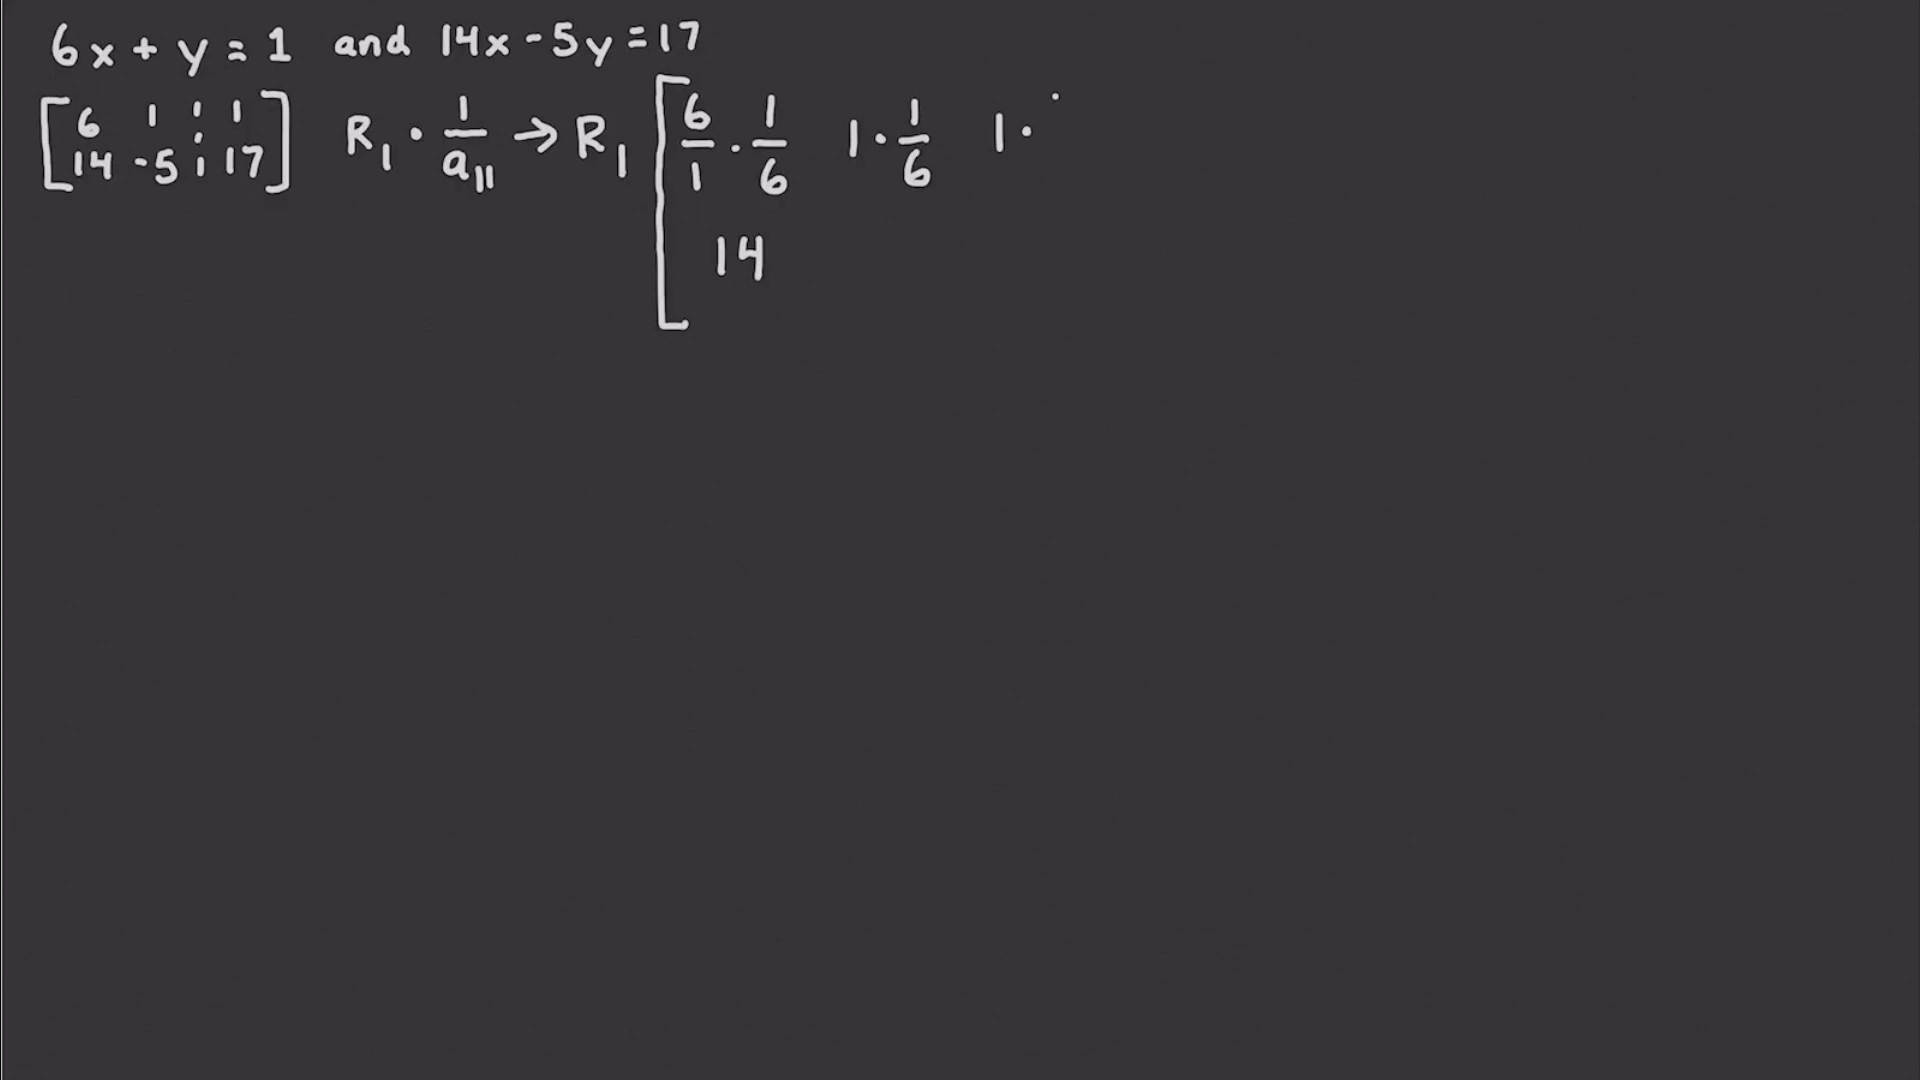 6x + y = 1 and 14x - 5y = 17
[6 1 ¦ 1
14 -5 ¦ 17] R₁ · 1/a₁₁ → R₁ [6/1 · 1/6 1 · 1/6 1 ·
14